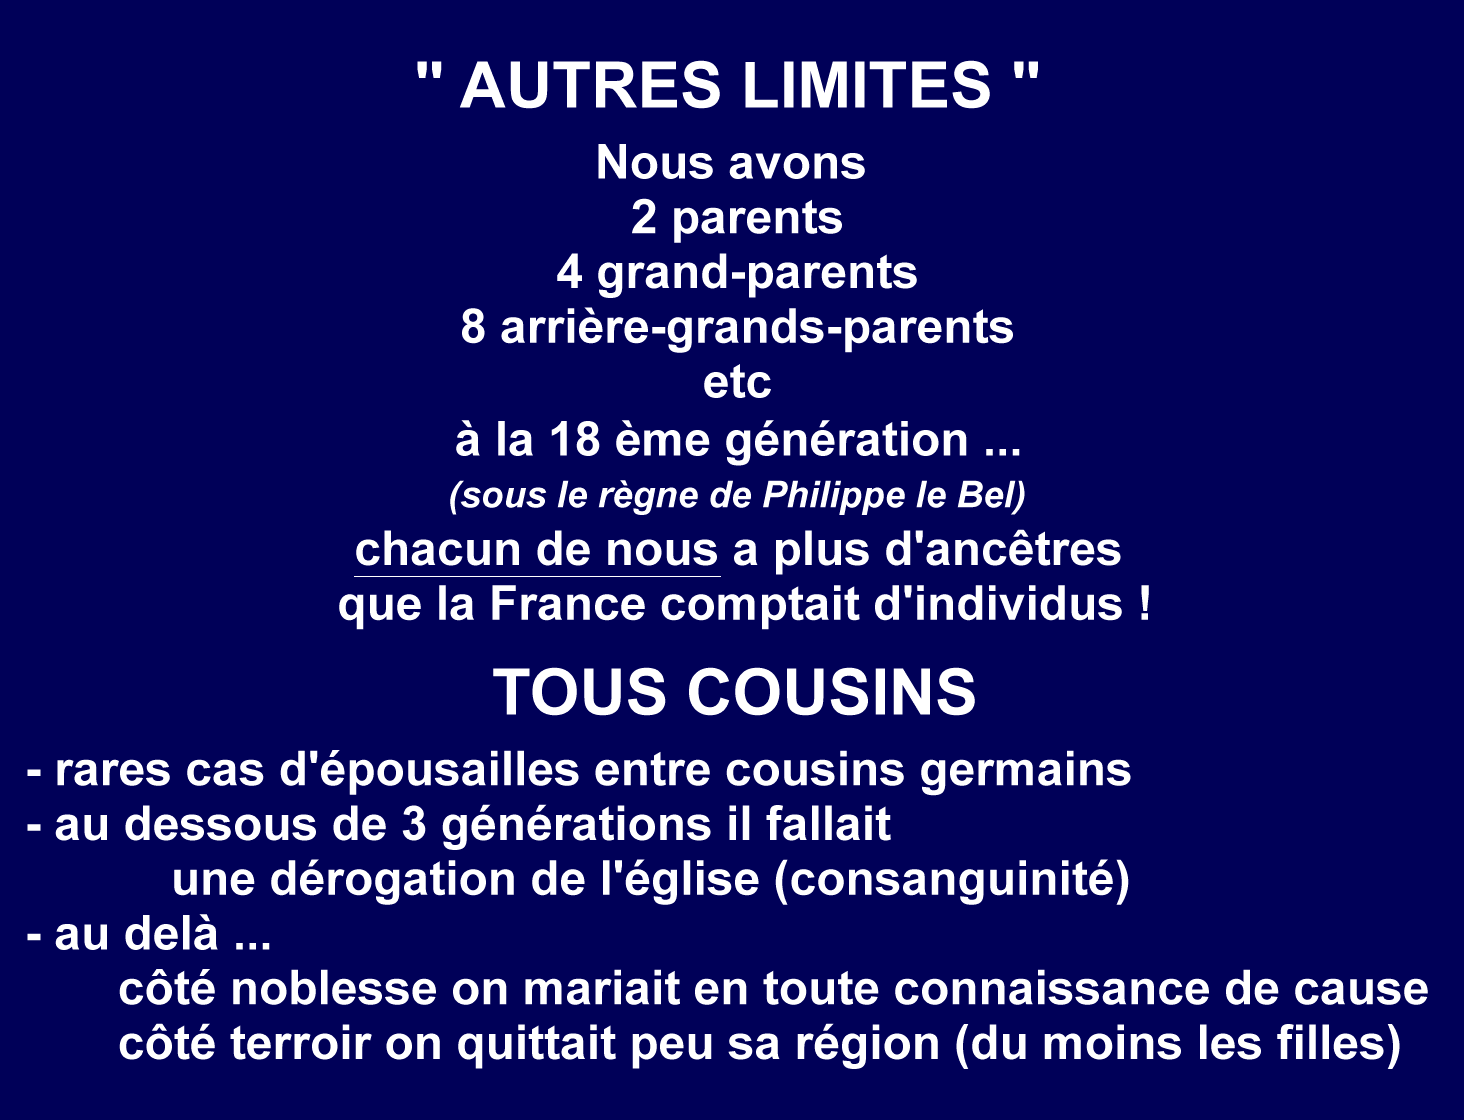 " AUTRES LIMITES "
Nous avons
2 parents
4 grand-parents
8 arrière-grands-parents
etc
à la 18 ème génération ...
(sous le règne de Philippe le Bel)
chacun de nous a plus d'ancêtres
que la France comptait d'individus !
TOUS COUSINS
- rares cas d'épousailles entre cousins germains
- au dessous de 3 générations il fallait
une dérogation de l'église (consanguinité)
- au delà ...
côté noblesse on mariait en toute connaissance de cause
côté terroir on quittait peu sa région (du moins les filles)